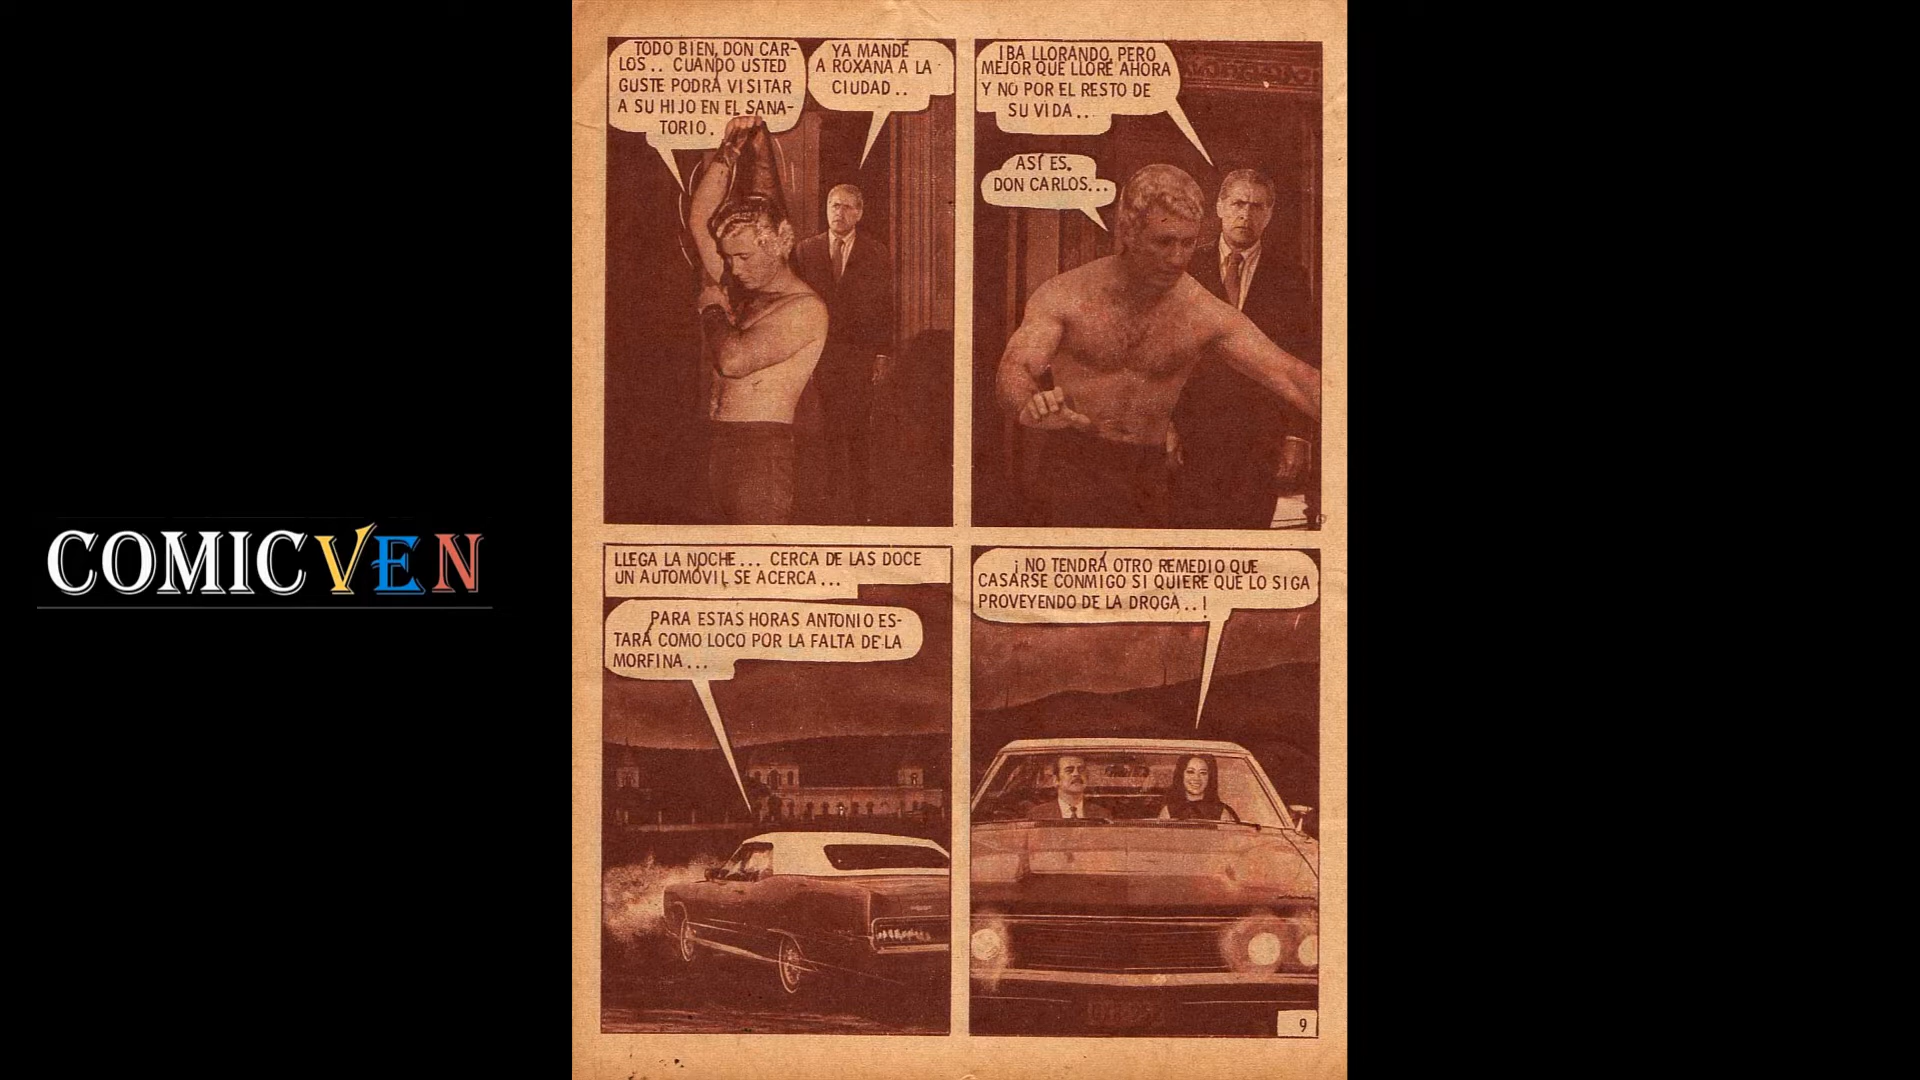 TODO BIEN, DON CAR-
LOS.. CUANDO USTED
GUSTE PODRÁ VISITAR
A SU HIJO EN EL SANA-
TORIO.
YA MANDÉ
A ROXANA A LA
CIUDAD..
IBA LLORANDO, PERO
MEJOR QUE LLORE AHORA
Y NO POR EL RESTO DE
SU VIDA...
ASÍ ES,
DON CARLOS...
COMICVEN
LLEGA LA NOCHE... CERCA DE LAS DOCE
UN AUTOMÓVIL SE ACERCA...
PARA ESTAS HORAS ANTONIO ES-
TARÁ COMO LOCO POR LA FALTA DE LA
MORFINA...
¡NO TENDRÁ OTRO REMEDIO QUE
CASARSE CONMIGO SI QUIERE QUE LO SIGA
PROVEYENDO DE LA DROGA..!
9